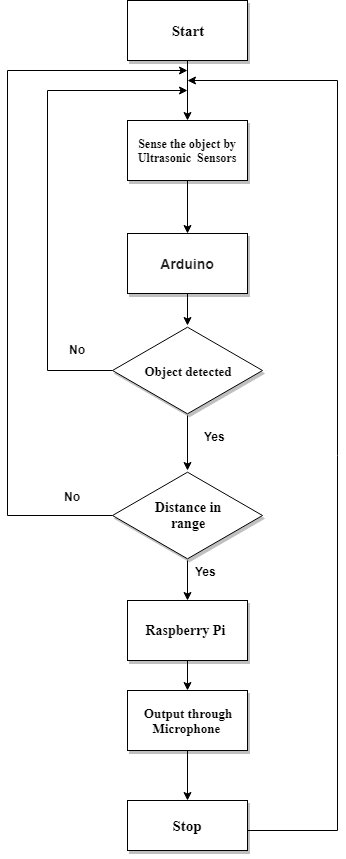 Start
Sense the object by
Ultrasonic Sensors
Arduino
No
Object detected
Yes
No
Distance in
range
Yes
Raspberry Pi
Output through
Microphone
Stop